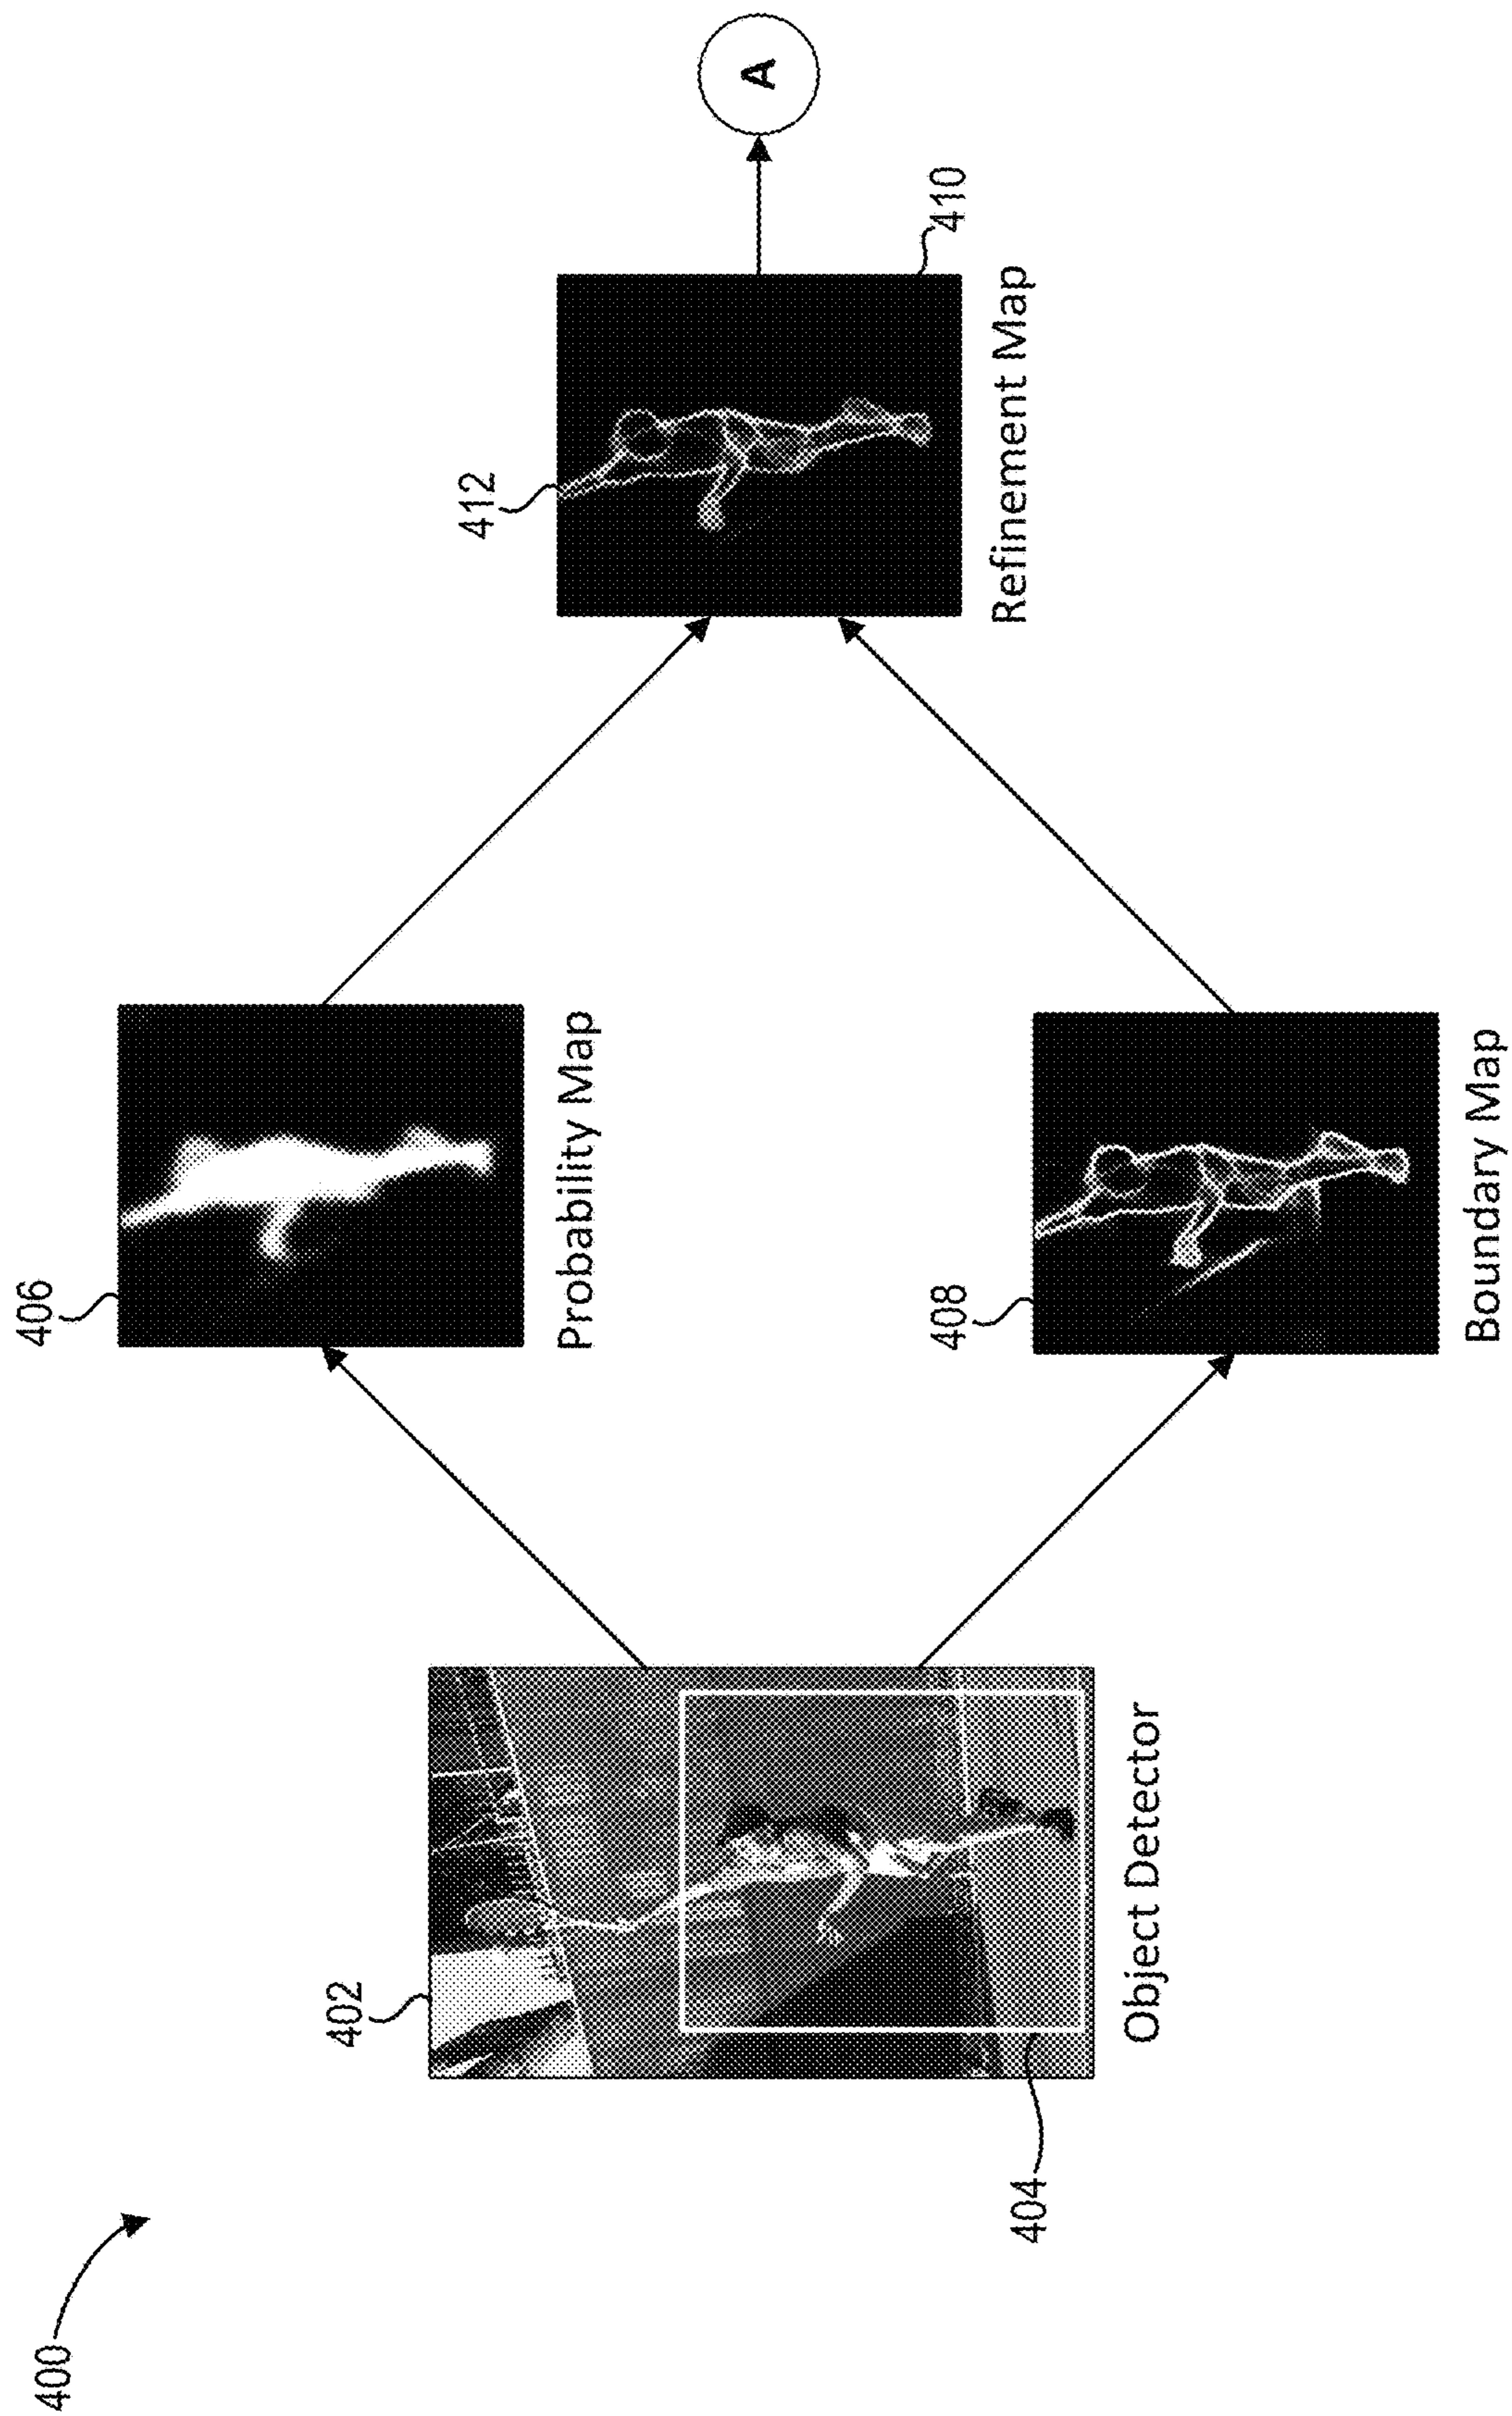 400
402
404
Object Detector
406
Probability Map
408
Boundary Map
412
410
Refinement Map
A